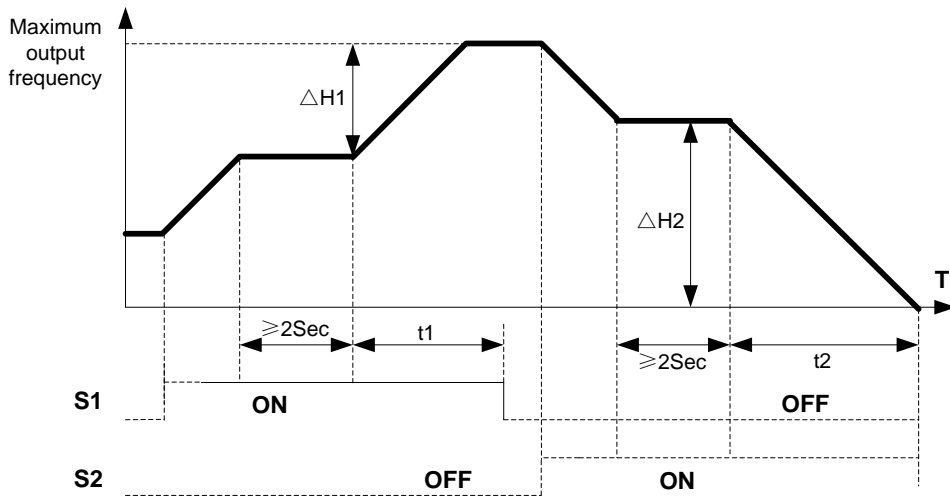 Maximum
output
frequency
△H1
△H2
T
≥2Sec
t1
≥2Sec
t2
S1
ON
OFF
S2
OFF
ON